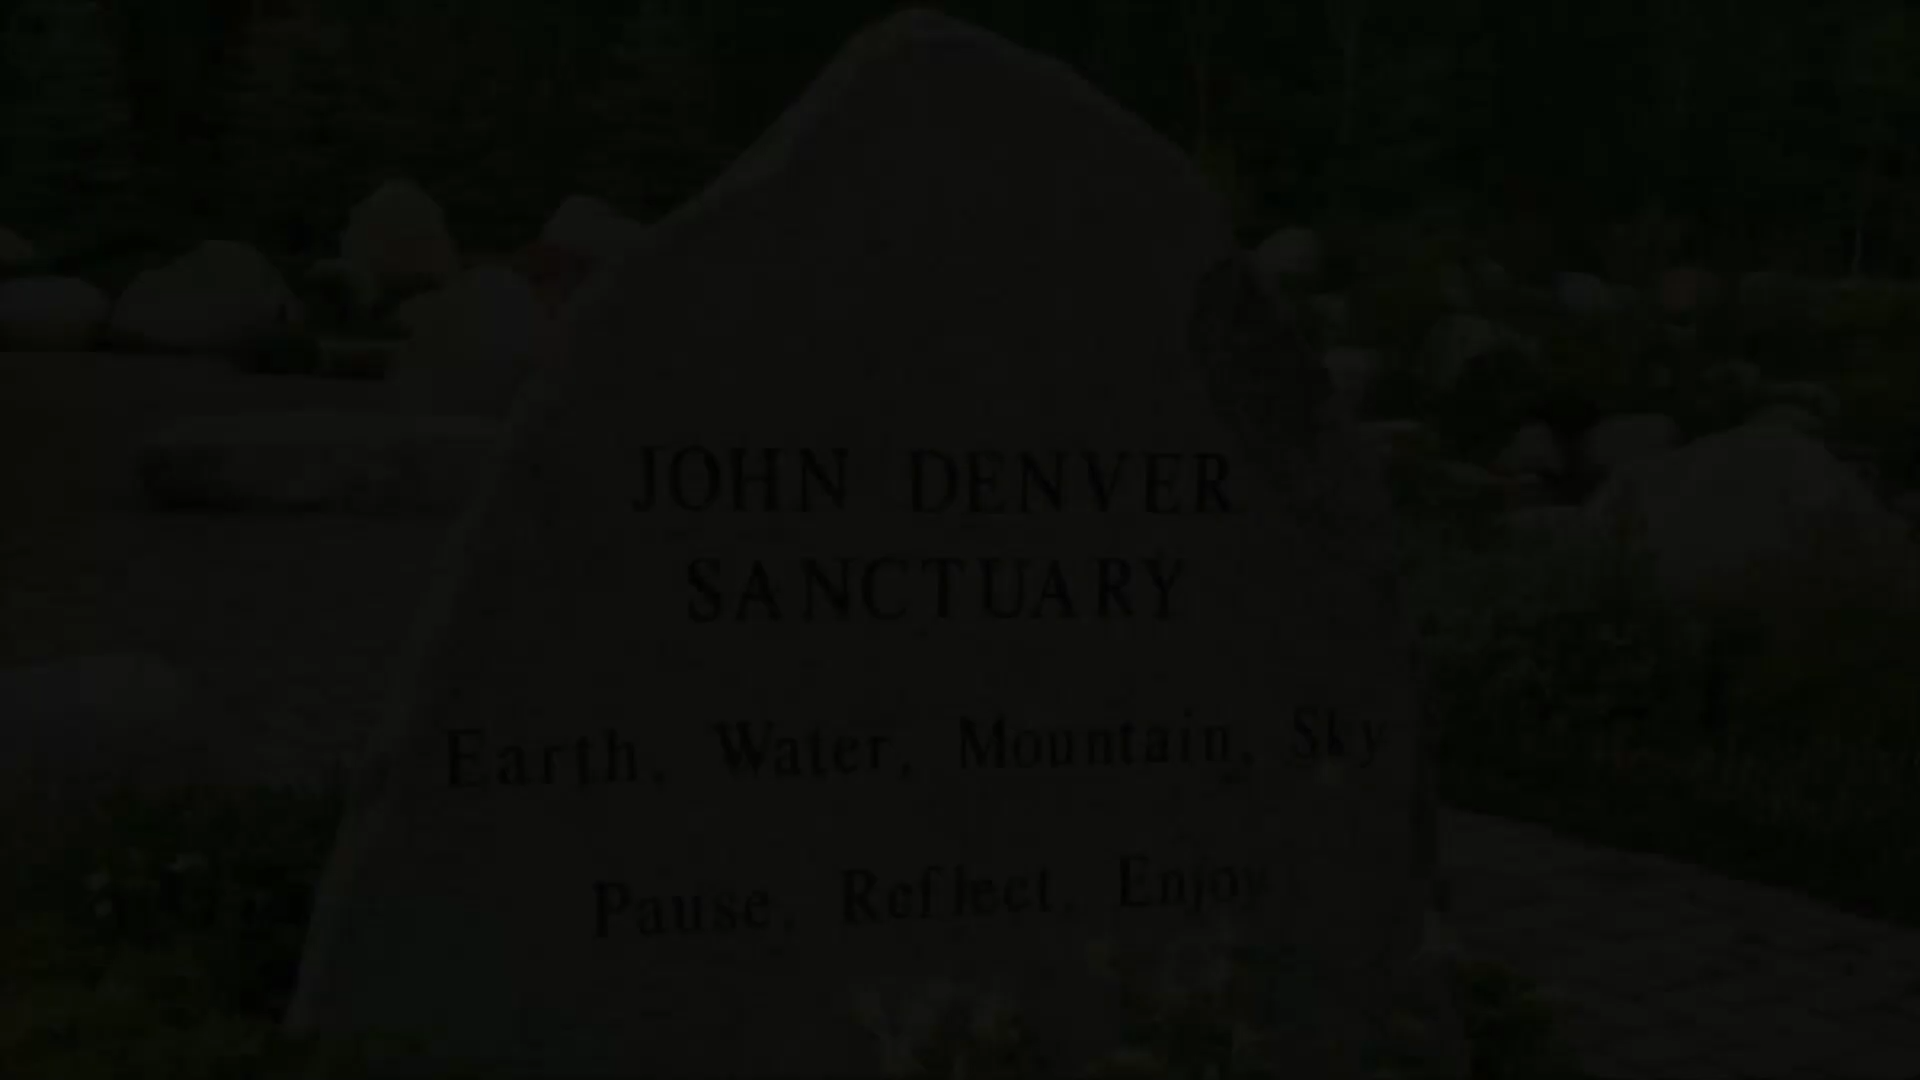 JOHN DENVER
SANCTUARY
Earth, Water, Mountain, Sky
Pause, Reflect, Enjoy